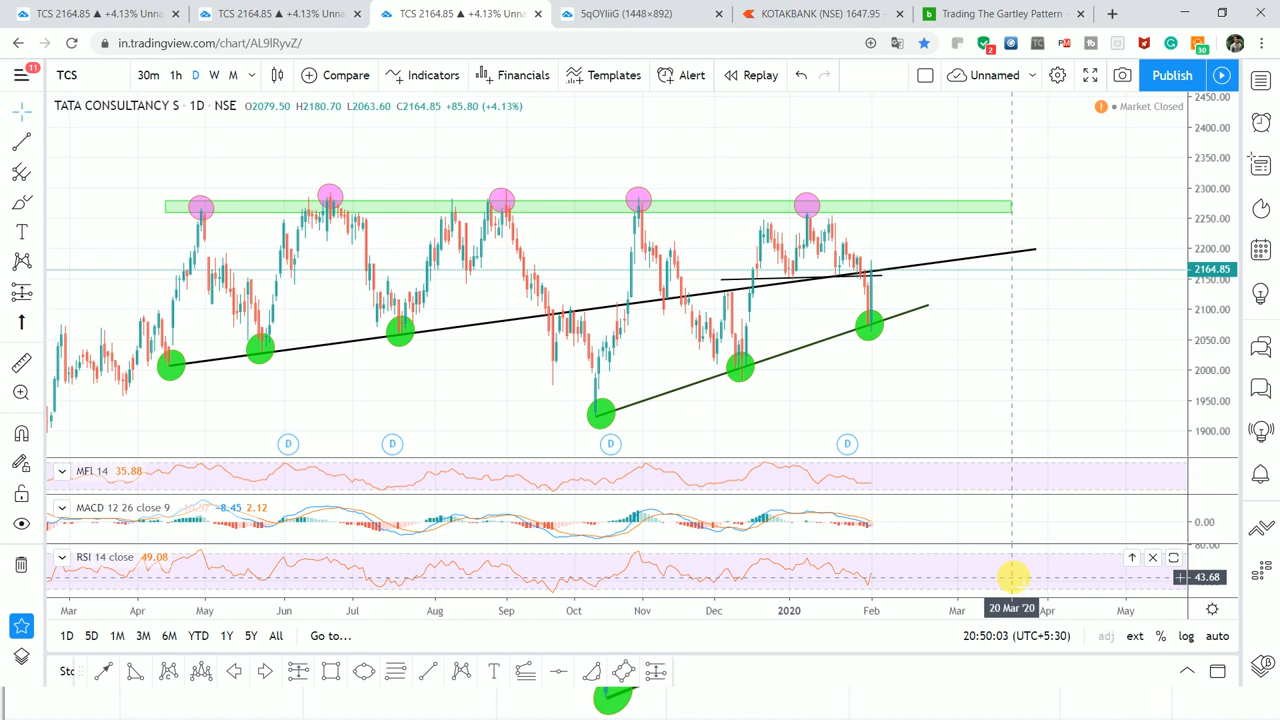 TCS 2164.85 ▲ +4.13% Unna
TCS 2164.85 ▲ +4.13% Unna
TCS 2164.85 ▲ +4.13% Unna
5qOYIiiG (1448×892)
KOTAKBANK (NSE) 1647.95 -
Trading The Gartley Pattern -
in.tradingview.com/chart/AL9lRyvZ/
11
TCS
30m 1h D W M
Compare
Indicators
Financials
Templates
Alert
Replay
Unnamed
Publish
TATA CONSULTANCY S · 1D · NSE O2079.50 H2180.70 L2063.60 C2164.85 +85.80 (+4.13%)
Market Closed
2450.00
2400.00
2350.00
2300.00
2250.00
2200.00
2164.85
2150.00
2100.00
2050.00
2000.00
1950.00
1900.00
D D D D
MFI 14 35.88
MACD 12 26 close 9 -8.45 2.12
0.00
RSI 14 close 49.08
80.00
43.68
Mar Apr May Jun Jul Aug Sep Oct Nov Dec 2020 Feb Mar 20 Mar '20 Apr May
1D 5D 1M 3M 6M YTD 1Y 5Y All Go to...
20:50:03 (UTC+5:30) adj ext % log auto
Sto